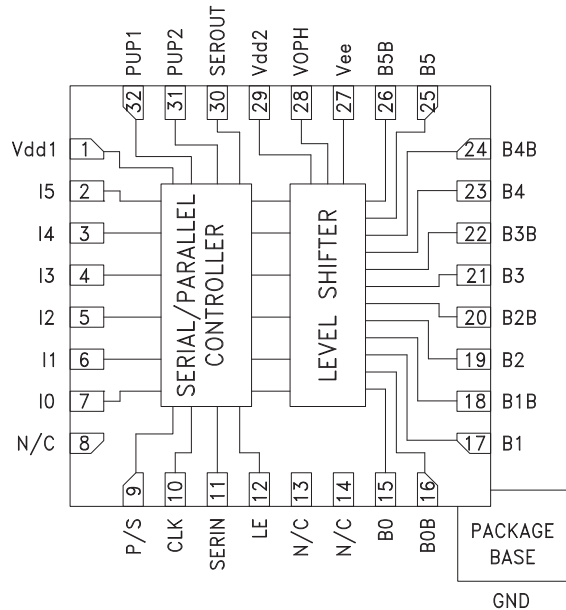 PUP1
PUP2
SEROUT
Vdd2
VOPH
Vee
B5B
B5
32
31
30
29
28
27
26
25
Vdd1
1
I5
2
I4
3
I3
4
I2
5
I1
6
I0
7
N/C
8
SERIAL/PARALLEL
CONTROLLER
LEVEL SHIFTER
24
B4B
23
B4
22
B3B
21
B3
20
B2B
19
B2
18
B1B
17
B1
9
10
11
12
13
14
15
16
P/S
CLK
SERIN
LE
N/C
N/C
B0
B0B
PACKAGE
BASE
GND